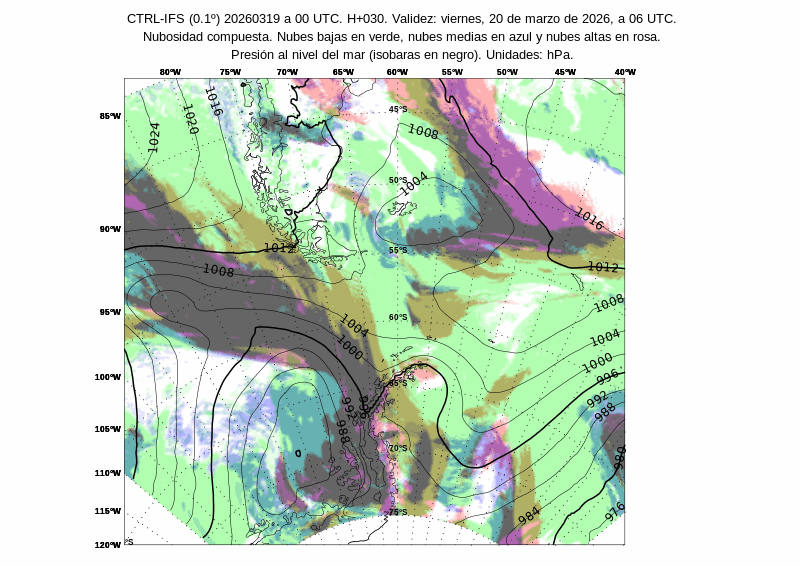 CTRL-IFS (0.1º) 20260319 a 00 UTC. H+030. Validez: viernes, 20 de marzo de 2026, a 06 UTC.
Nubosidad compuesta. Nubes bajas en verde, nubes medias en azul y nubes altas en rosa.
Presión al nivel del mar (isobaras en negro). Unidades: hPa.
80ºW 75ºW 70ºW 65ºW 60ºW 55ºW 50ºW 45ºW 40ºW
1016
45ºS
85ºW
1020
1008
1024
50ºS
1004
1016
90ºW
1012
55ºS
1008
1012
95ºW
1008
60ºS
1004
1004
1000
1000
100ºW
996
65ºS
992
992
996
988
105ºW
988
70ºS
980
110ºW
115ºW
75ºS
984
976
120ºW
ºS